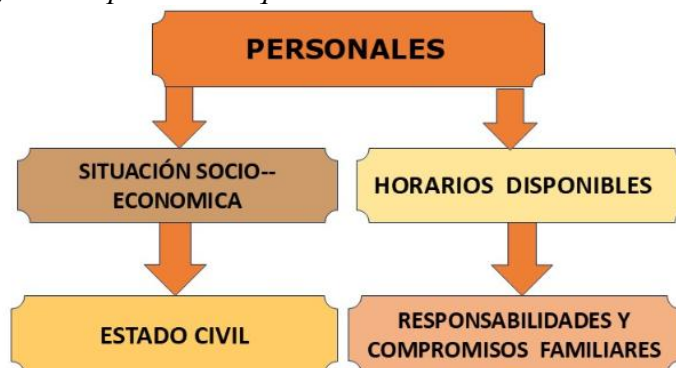 PERSONALES
SITUACIÓN SOCIO--
ECONOMICA
HORARIOS DISPONIBLES
ESTADO CIVIL
RESPONSABILIDADES Y
COMPROMISOS FAMILIARES